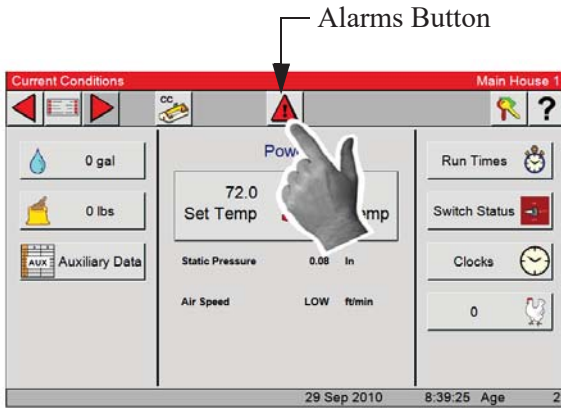 Alarms Button
Current Conditions Main House 1
CC ?
0 gal
0 lbs
AUX Auxiliary Data
72.0
Set Temp
Static Pressure 0.08 In
Air Speed LOW ft/min
Run Times
Switch Status
Clocks
0
29 Sep 2010 8:39:25 Age 2